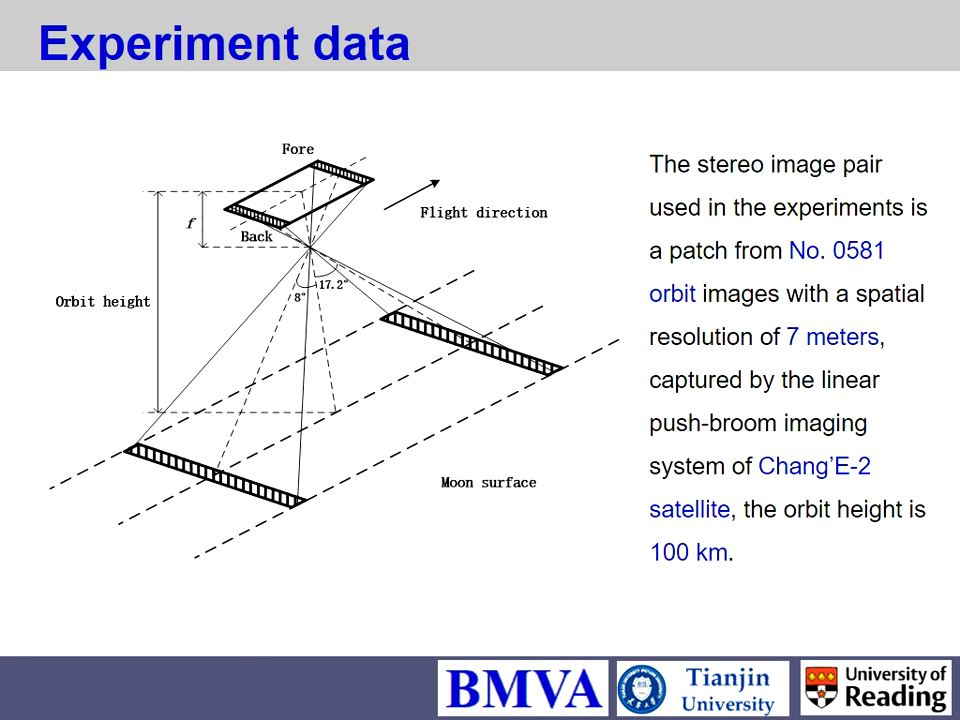 Experiment data
Fore
f
Back
Flight direction
Orbit height
8°
17.2°
Moon surface
The stereo image pair
used in the experiments is
a patch from No. 0581
orbit images with a spatial
resolution of 7 meters,
captured by the linear
push-broom imaging
system of Chang’E-2
satellite, the orbit height is
100 km.
BMVA
Tianjin
University
University of
Reading